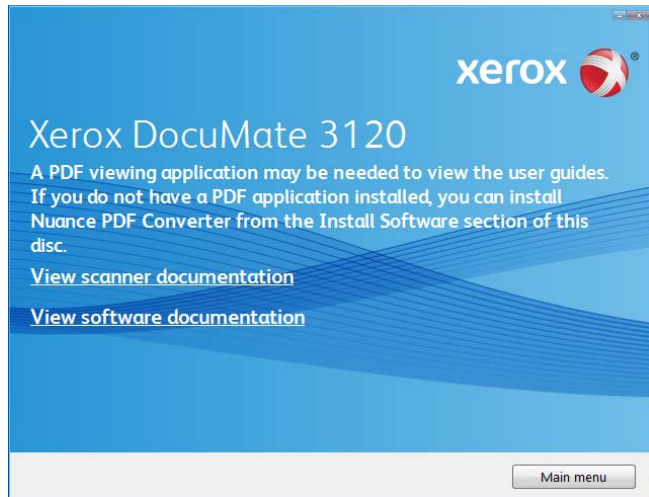 xerox
Xerox DocuMate 3120
A PDF viewing application may be needed to view the user guides.
If you do not have a PDF application installed, you can install
Nuance PDF Converter from the Install Software section of this
disc.
View scanner documentation
View software documentation
Main menu